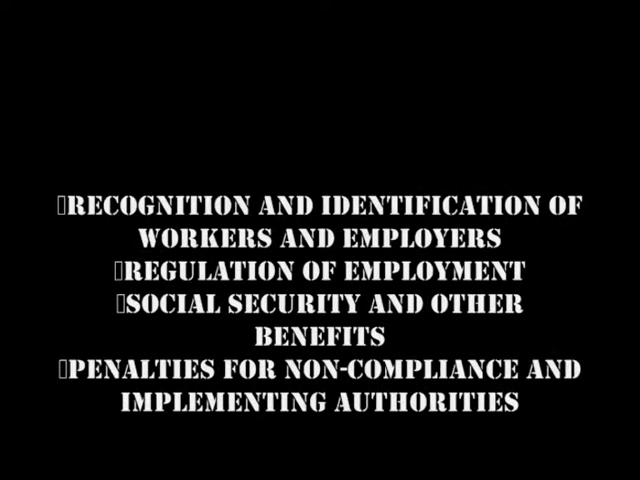 ▯RECOGNITION AND IDENTIFICATION OF
WORKERS AND EMPLOYERS
▯REGULATION OF EMPLOYMENT
▯SOCIAL SECURITY AND OTHER
BENEFITS
▯PENALTIES FOR NON-COMPLIANCE AND
IMPLEMENTING AUTHORITIES